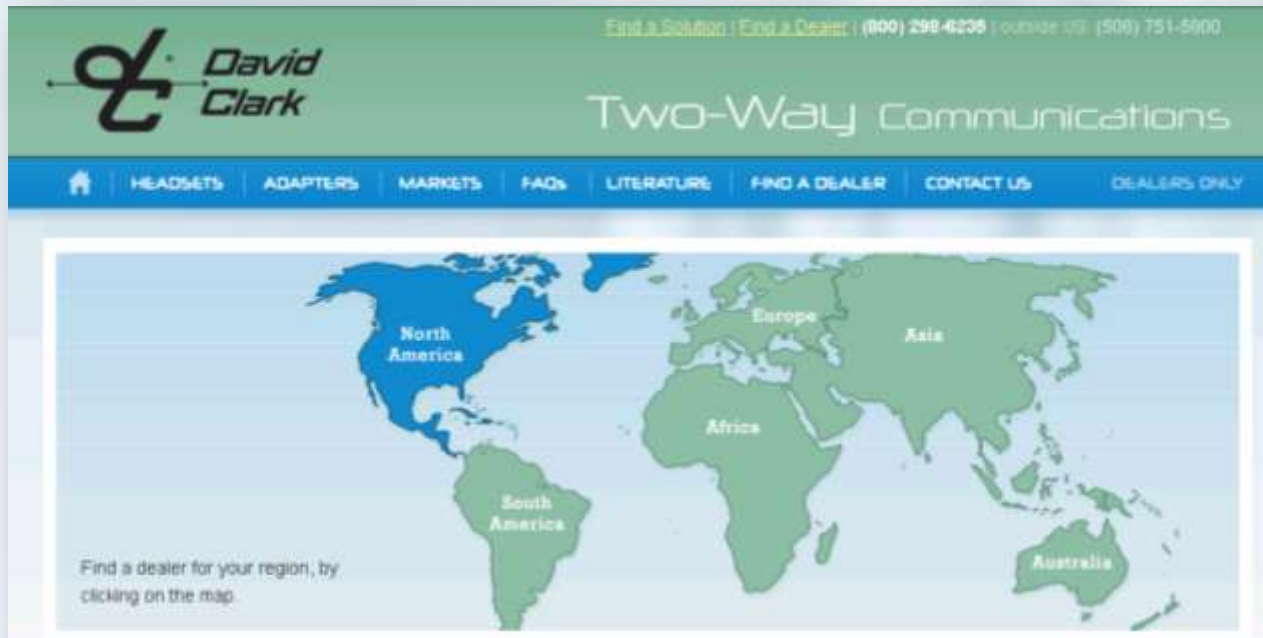 Find a Solution | Find a Dealer | (800) 298-6235 | outside US: (508) 751-5800
David
Clark
Two-Way Communications
HEADSETS ADAPTERS MARKETS FAQs LITERATURE FIND A DEALER CONTACT US DEALERS ONLY
North
America
Europe
Asia
Africa
South
America
Australia
Find a dealer for your region, by
clicking on the map.